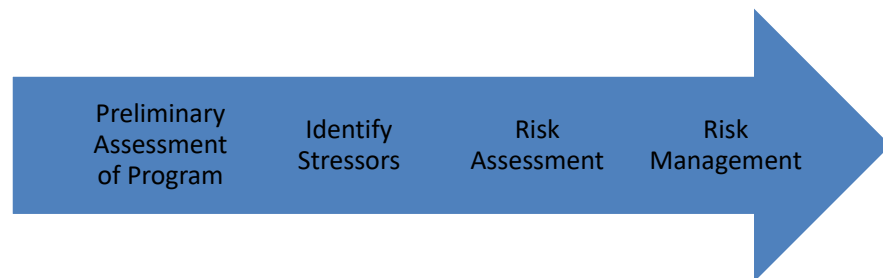 Preliminary
Assessment
of Program
Identify
Stressors
Risk
Assessment
Risk
Management